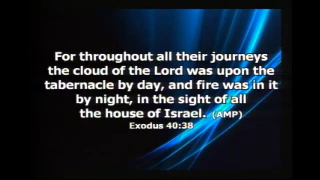 For throughout all their journeys
the cloud of the Lord was upon the
tabernacle by day, and fire was in it
by night, in the sight of all
the house of Israel. (AMP)
Exodus 40:38